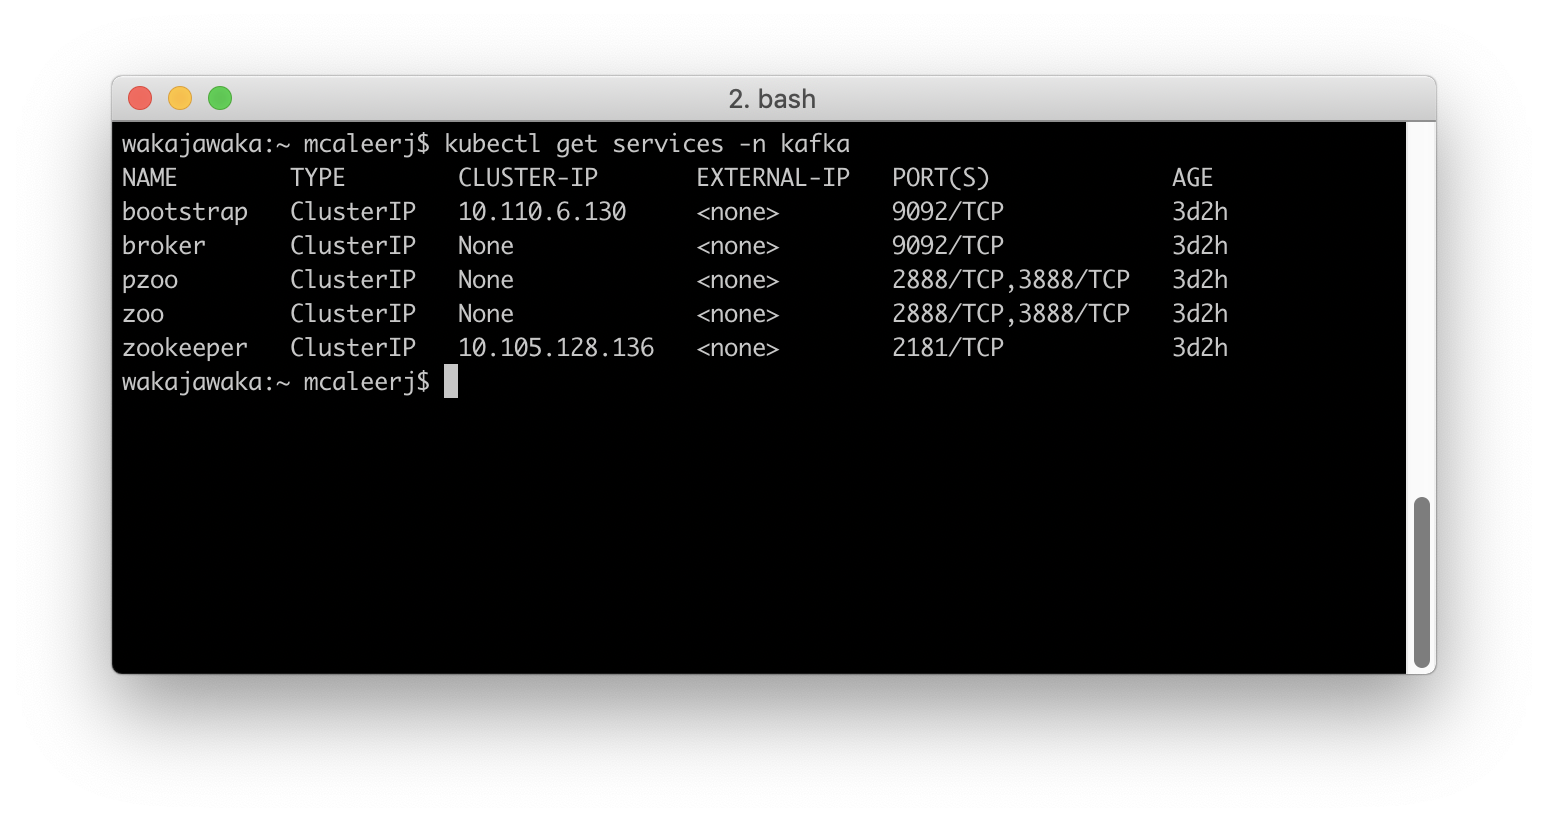 2. bash
wakajawaka:~ mcaleerj$ kubectl get services -n kafka
NAME        TYPE        CLUSTER-IP       EXTERNAL-IP   PORT(S)             AGE
bootstrap   ClusterIP   10.110.6.130     <none>        9092/TCP            3d2h
broker      ClusterIP   None             <none>        9092/TCP            3d2h
pzoo        ClusterIP   None             <none>        2888/TCP,3888/TCP   3d2h
zoo         ClusterIP   None             <none>        2888/TCP,3888/TCP   3d2h
zookeeper   ClusterIP   10.105.128.136   <none>        2181/TCP            3d2h
wakajawaka:~ mcaleerj$